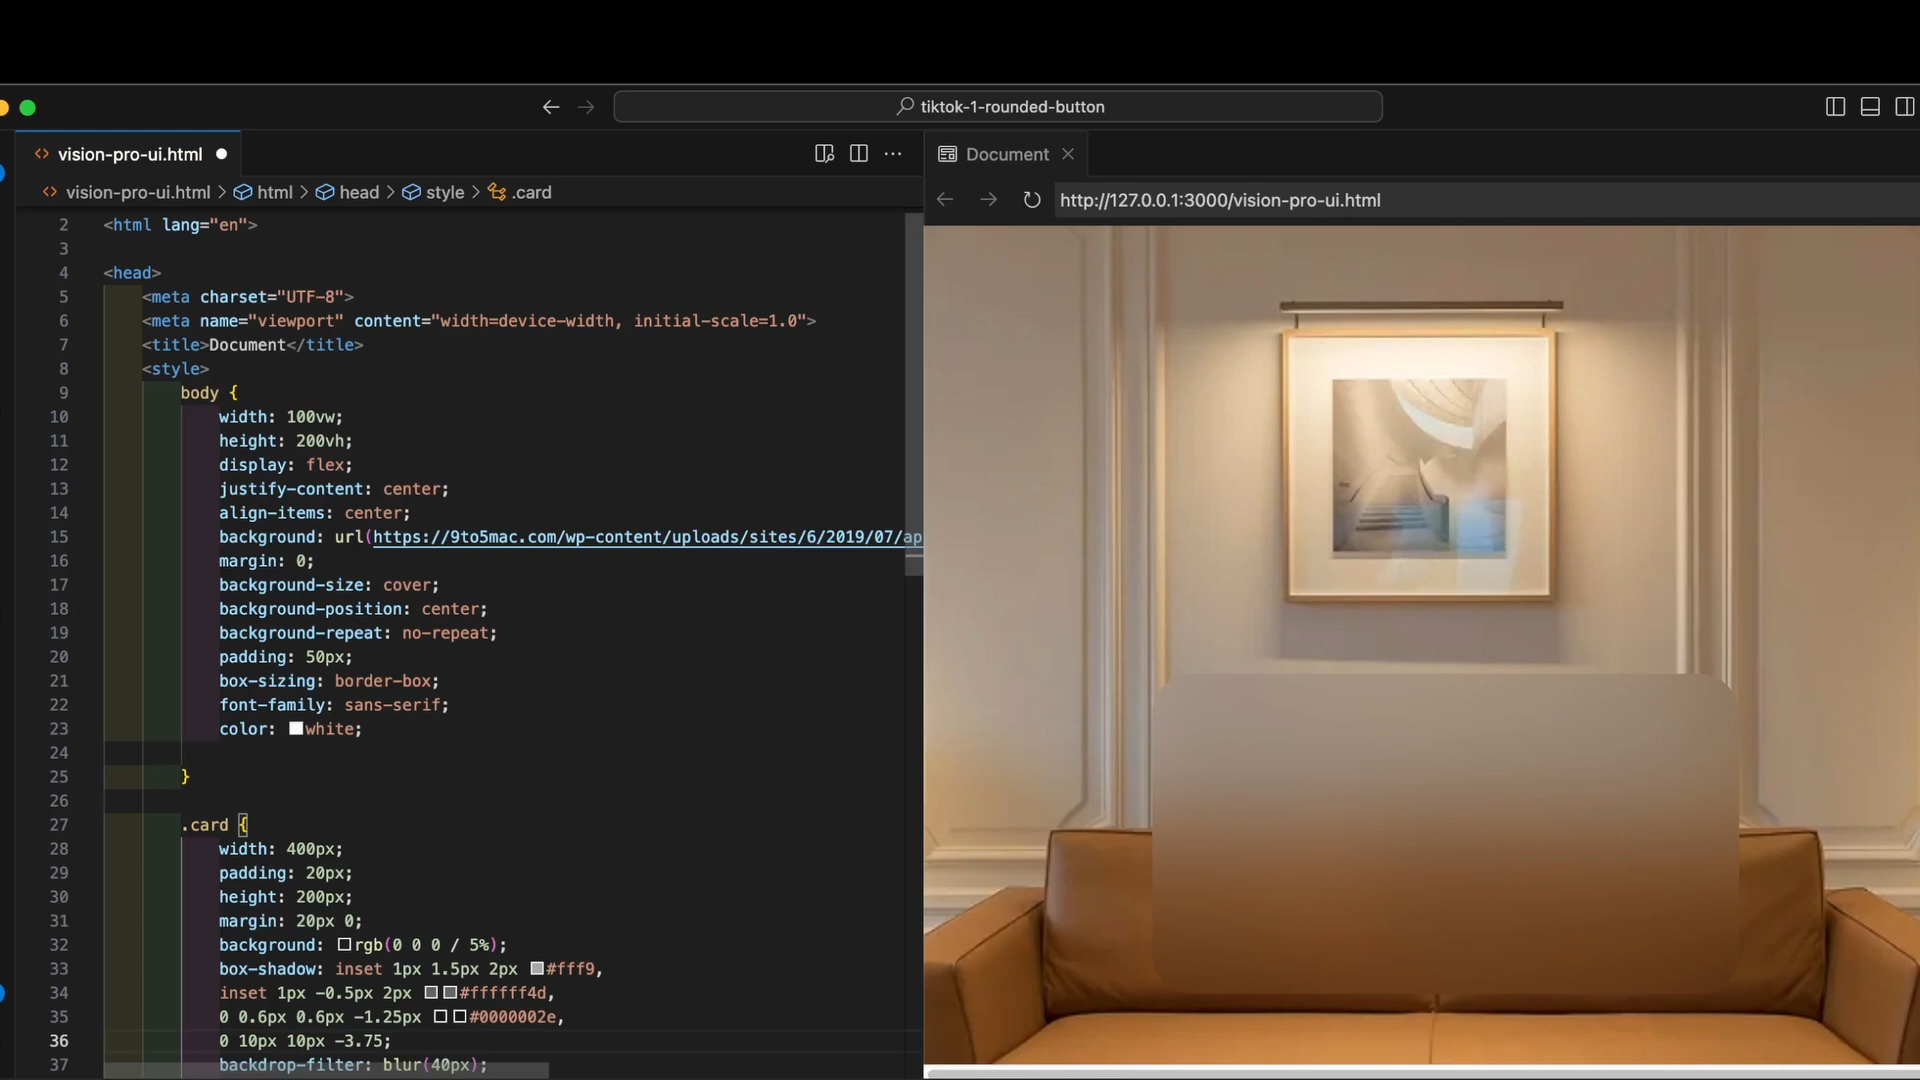 tiktok-1-rounded-button
vision-pro-ui.html
Document
vision-pro-ui.html > html > head > style > .card
http://127.0.0.1:3000/vision-pro-ui.html
2 <html lang="en">
3
4 <head>
5 <meta charset="UTF-8">
6 <meta name="viewport" content="width=device-width, initial-scale=1.0">
7 <title>Document</title>
8 <style>
9 body {
10 width: 100vw;
11 height: 200vh;
12 display: flex;
13 justify-content: center;
14 align-items: center;
15 background: url(https://9to5mac.com/wp-content/uploads/sites/6/2019/07/ap
16 margin: 0;
17 background-size: cover;
18 background-position: center;
19 background-repeat: no-repeat;
20 padding: 50px;
21 box-sizing: border-box;
22 font-family: sans-serif;
23 color: white;
24
25 }
26
27 .card {
28 width: 400px;
29 padding: 20px;
30 height: 200px;
31 margin: 20px 0;
32 background: rgb(0 0 0 / 5%);
33 box-shadow: inset 1px 1.5px 2px #fff9,
34 inset 1px -0.5px 2px #ffffff4d,
35 0 0.6px 0.6px -1.25px #0000002e,
36 0 10px 10px -3.75;
37 backdrop-filter: blur(40px);